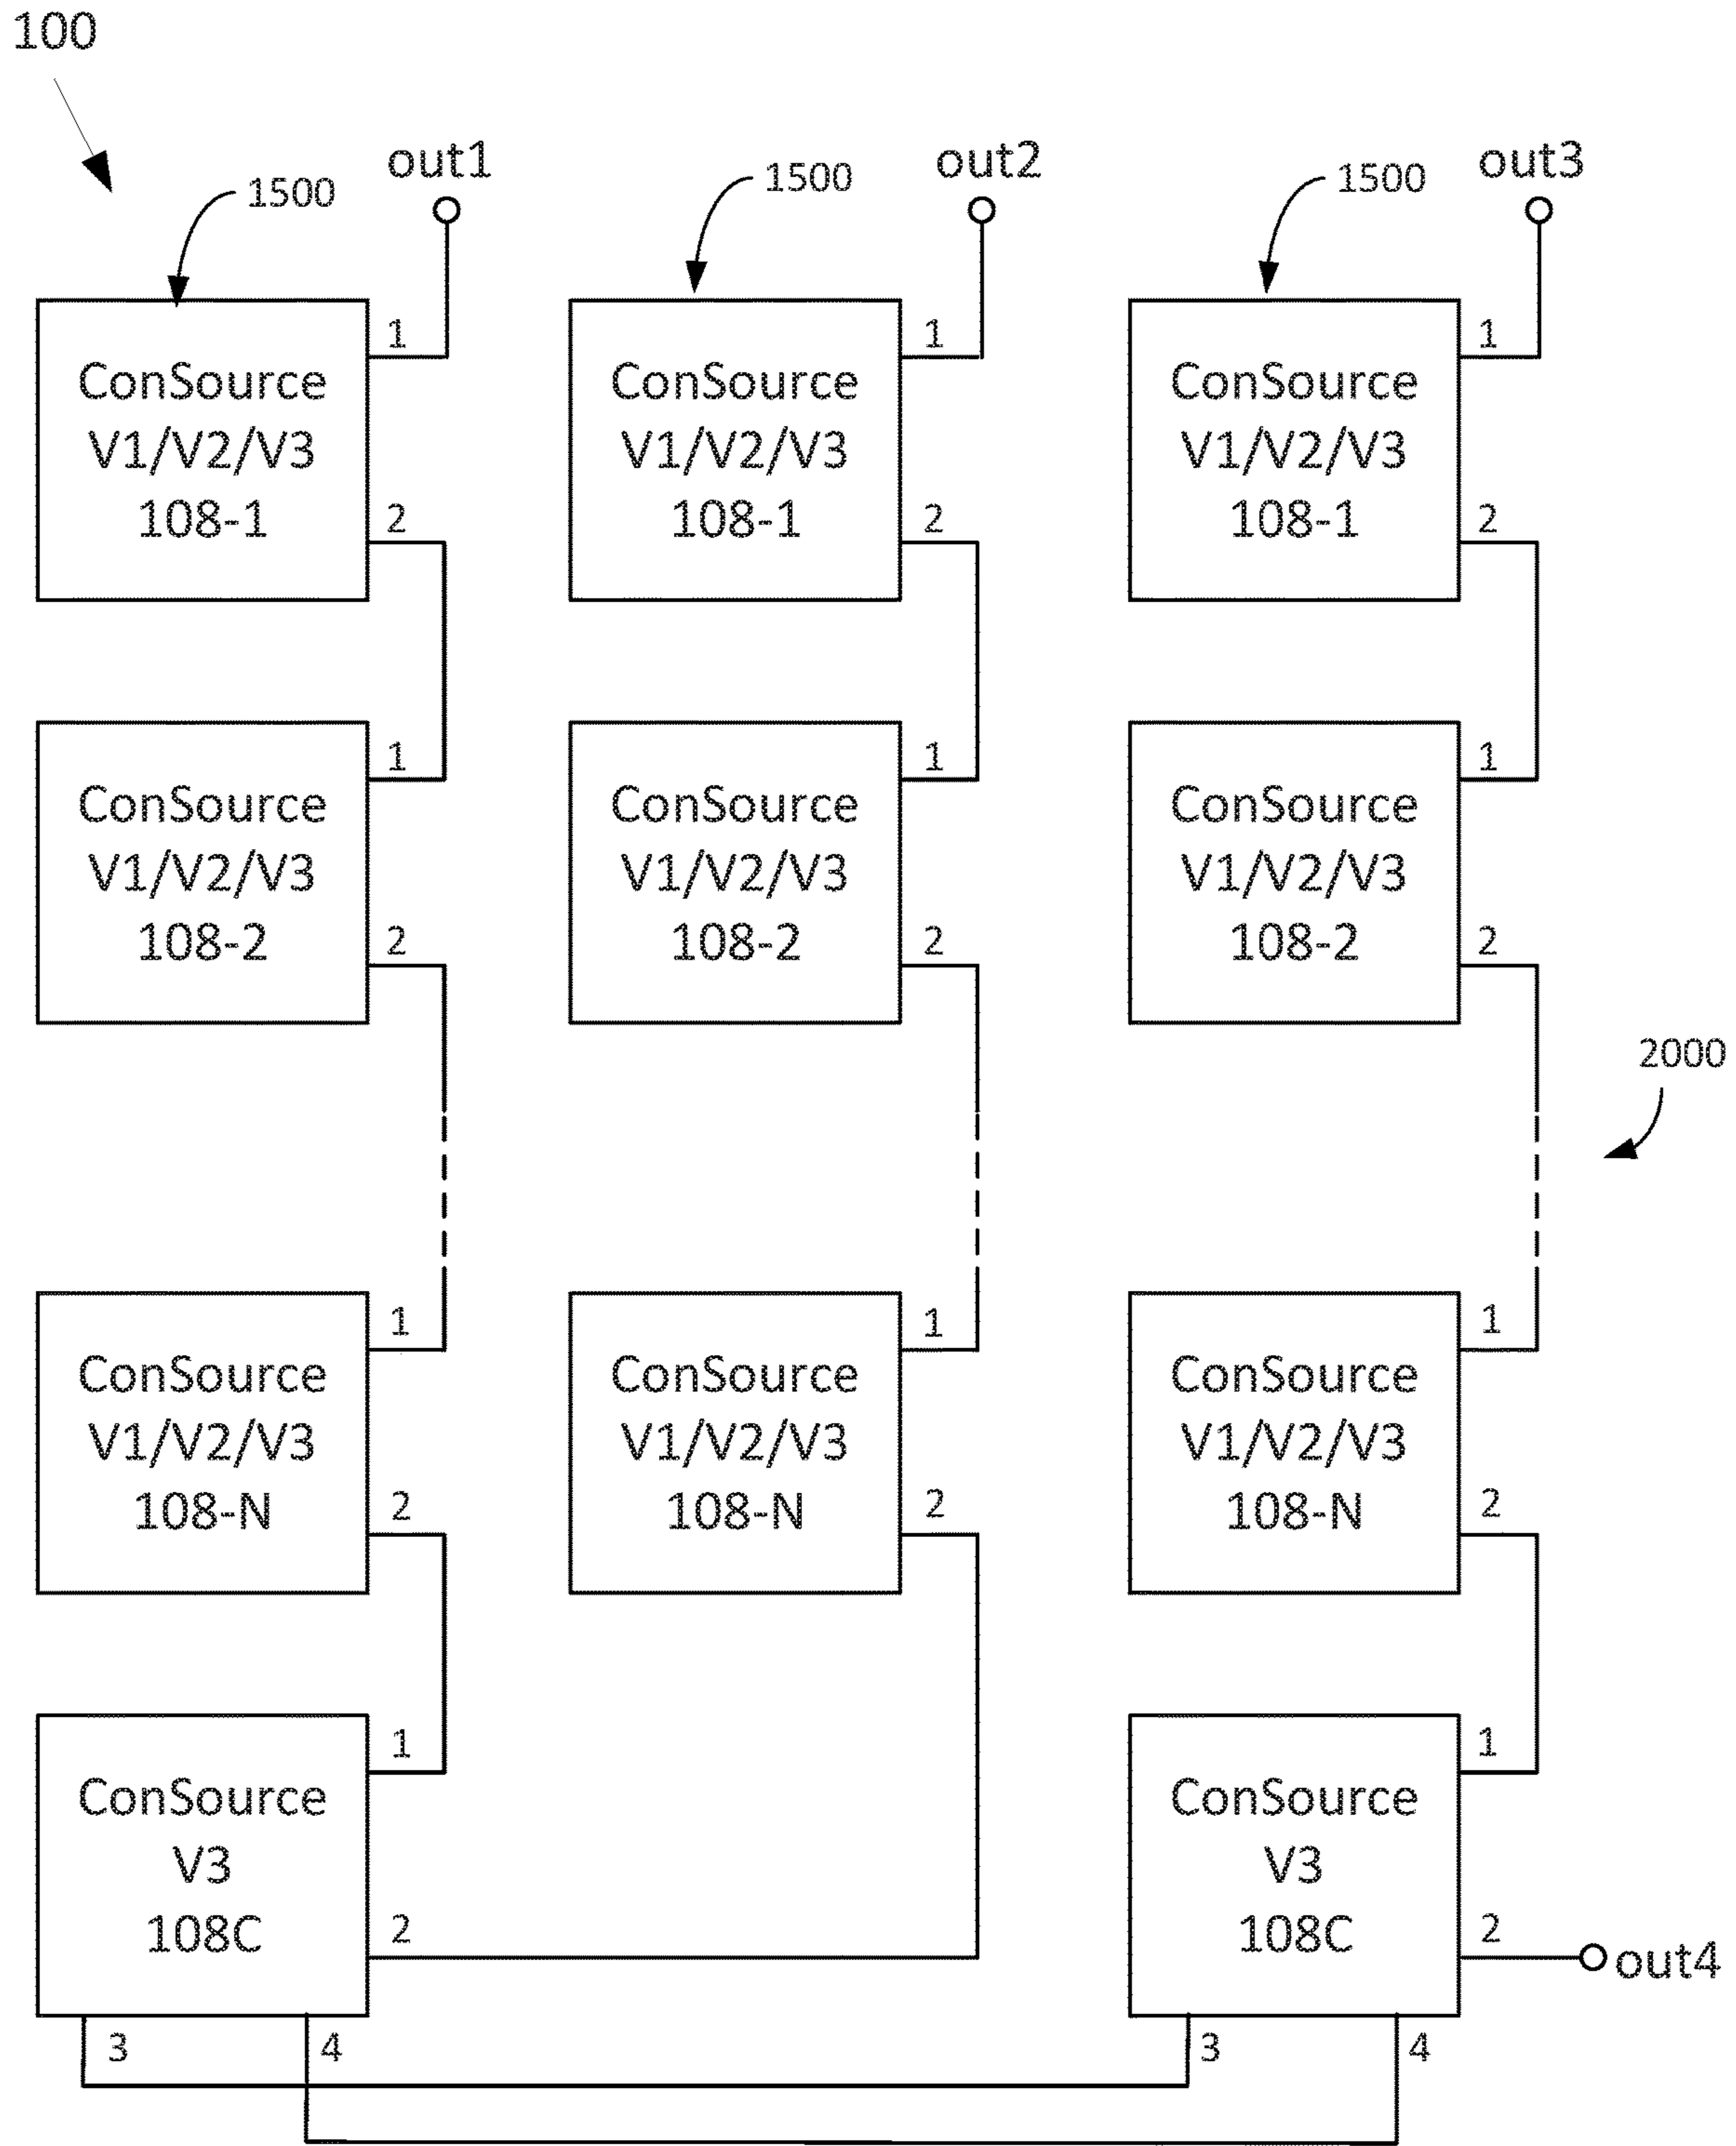 100
out1
out2
out3
1500
1500
1500
1
1
1
ConSource
V1/V2/V3
108-1
ConSource
V1/V2/V3
108-1
ConSource
V1/V2/V3
108-1
2
2
2
1
1
1
ConSource
V1/V2/V3
108-2
ConSource
V1/V2/V3
108-2
ConSource
V1/V2/V3
108-2
2
2
2
2000
1
1
1
ConSource
V1/V2/V3
108-N
ConSource
V1/V2/V3
108-N
ConSource
V1/V2/V3
108-N
2
2
2
1
1
ConSource
V3
108C
ConSource
V3
108C
2
2
out4
3
4
3
4